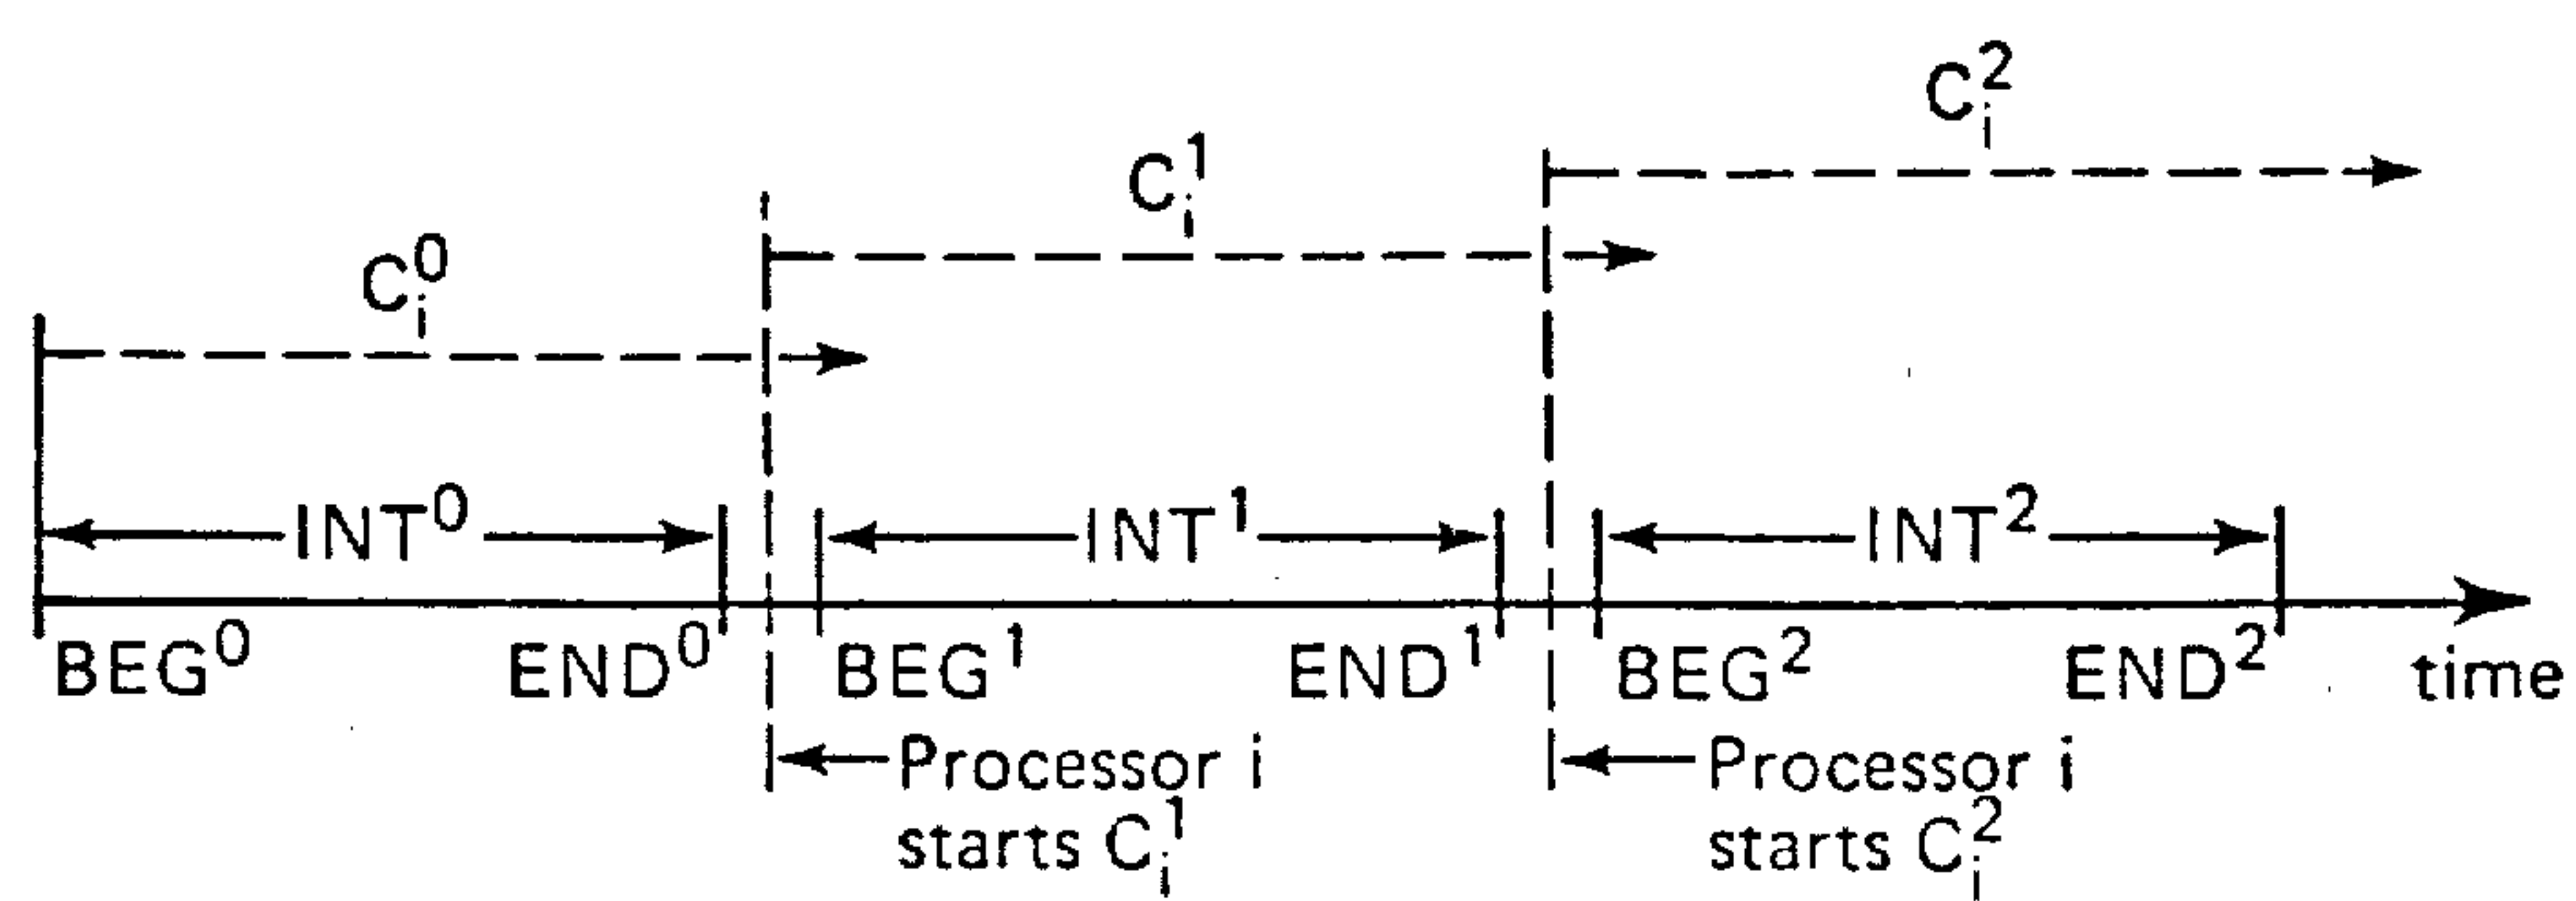 C_i^2
C_i^1
C_i^0
INT^0 INT^1 INT^2
BEG^0 END^0 BEG^1 END^1 BEG^2 END^2 time
Processor i Processor i
starts C_i^1 starts C_i^2